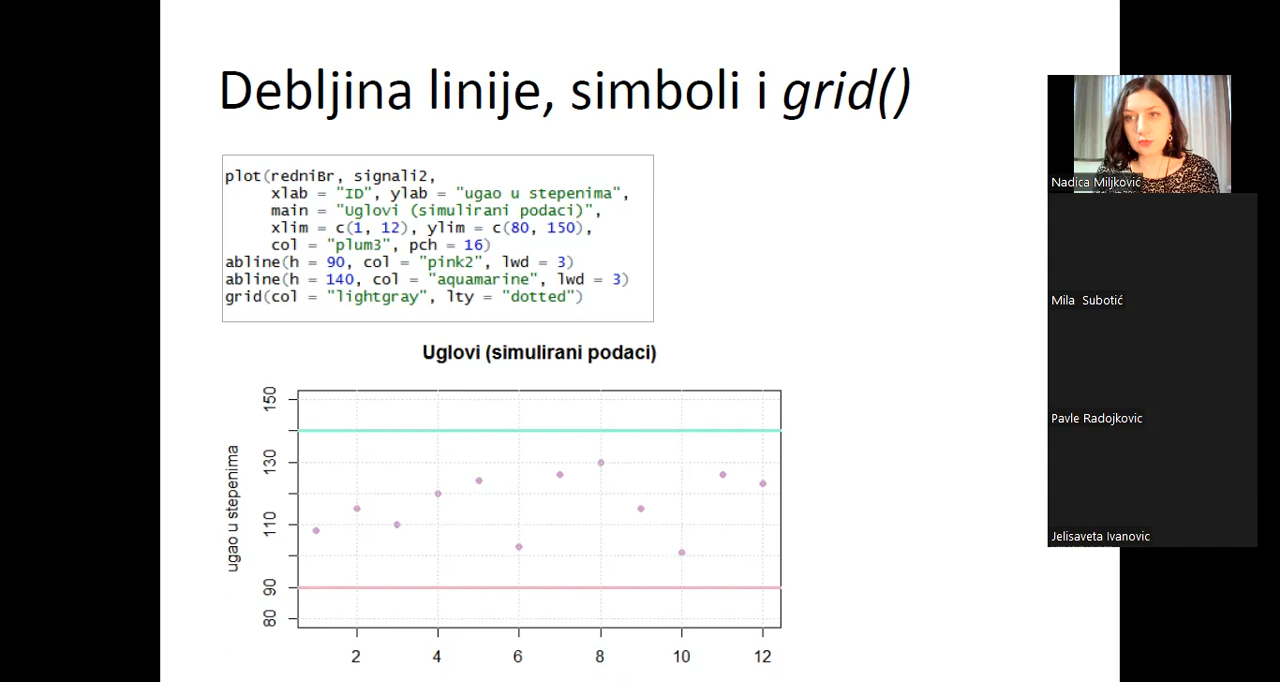 Debljina linije, simboli i grid()
plot(redniBr, signali2,
xlab = "ID", ylab = "ugao u stepenima",
main = "Uglovi (simulirani podaci)",
xlim = c(1, 12), ylim = c(80, 150),
col = "plum3", pch = 16)
abline(h = 90, col = "pink2", lwd = 3)
abline(h = 140, col = "aquamarine", lwd = 3)
grid(col = "lightgray", lty = "dotted")
Uglovi (simulirani podaci)
ugao u stepenima
150
130
110
90
80
2 4 6 8 10 12
Nadica Miljković
Mila Subotić
Pavle Radojkovic
Jelisaveta Ivanovic